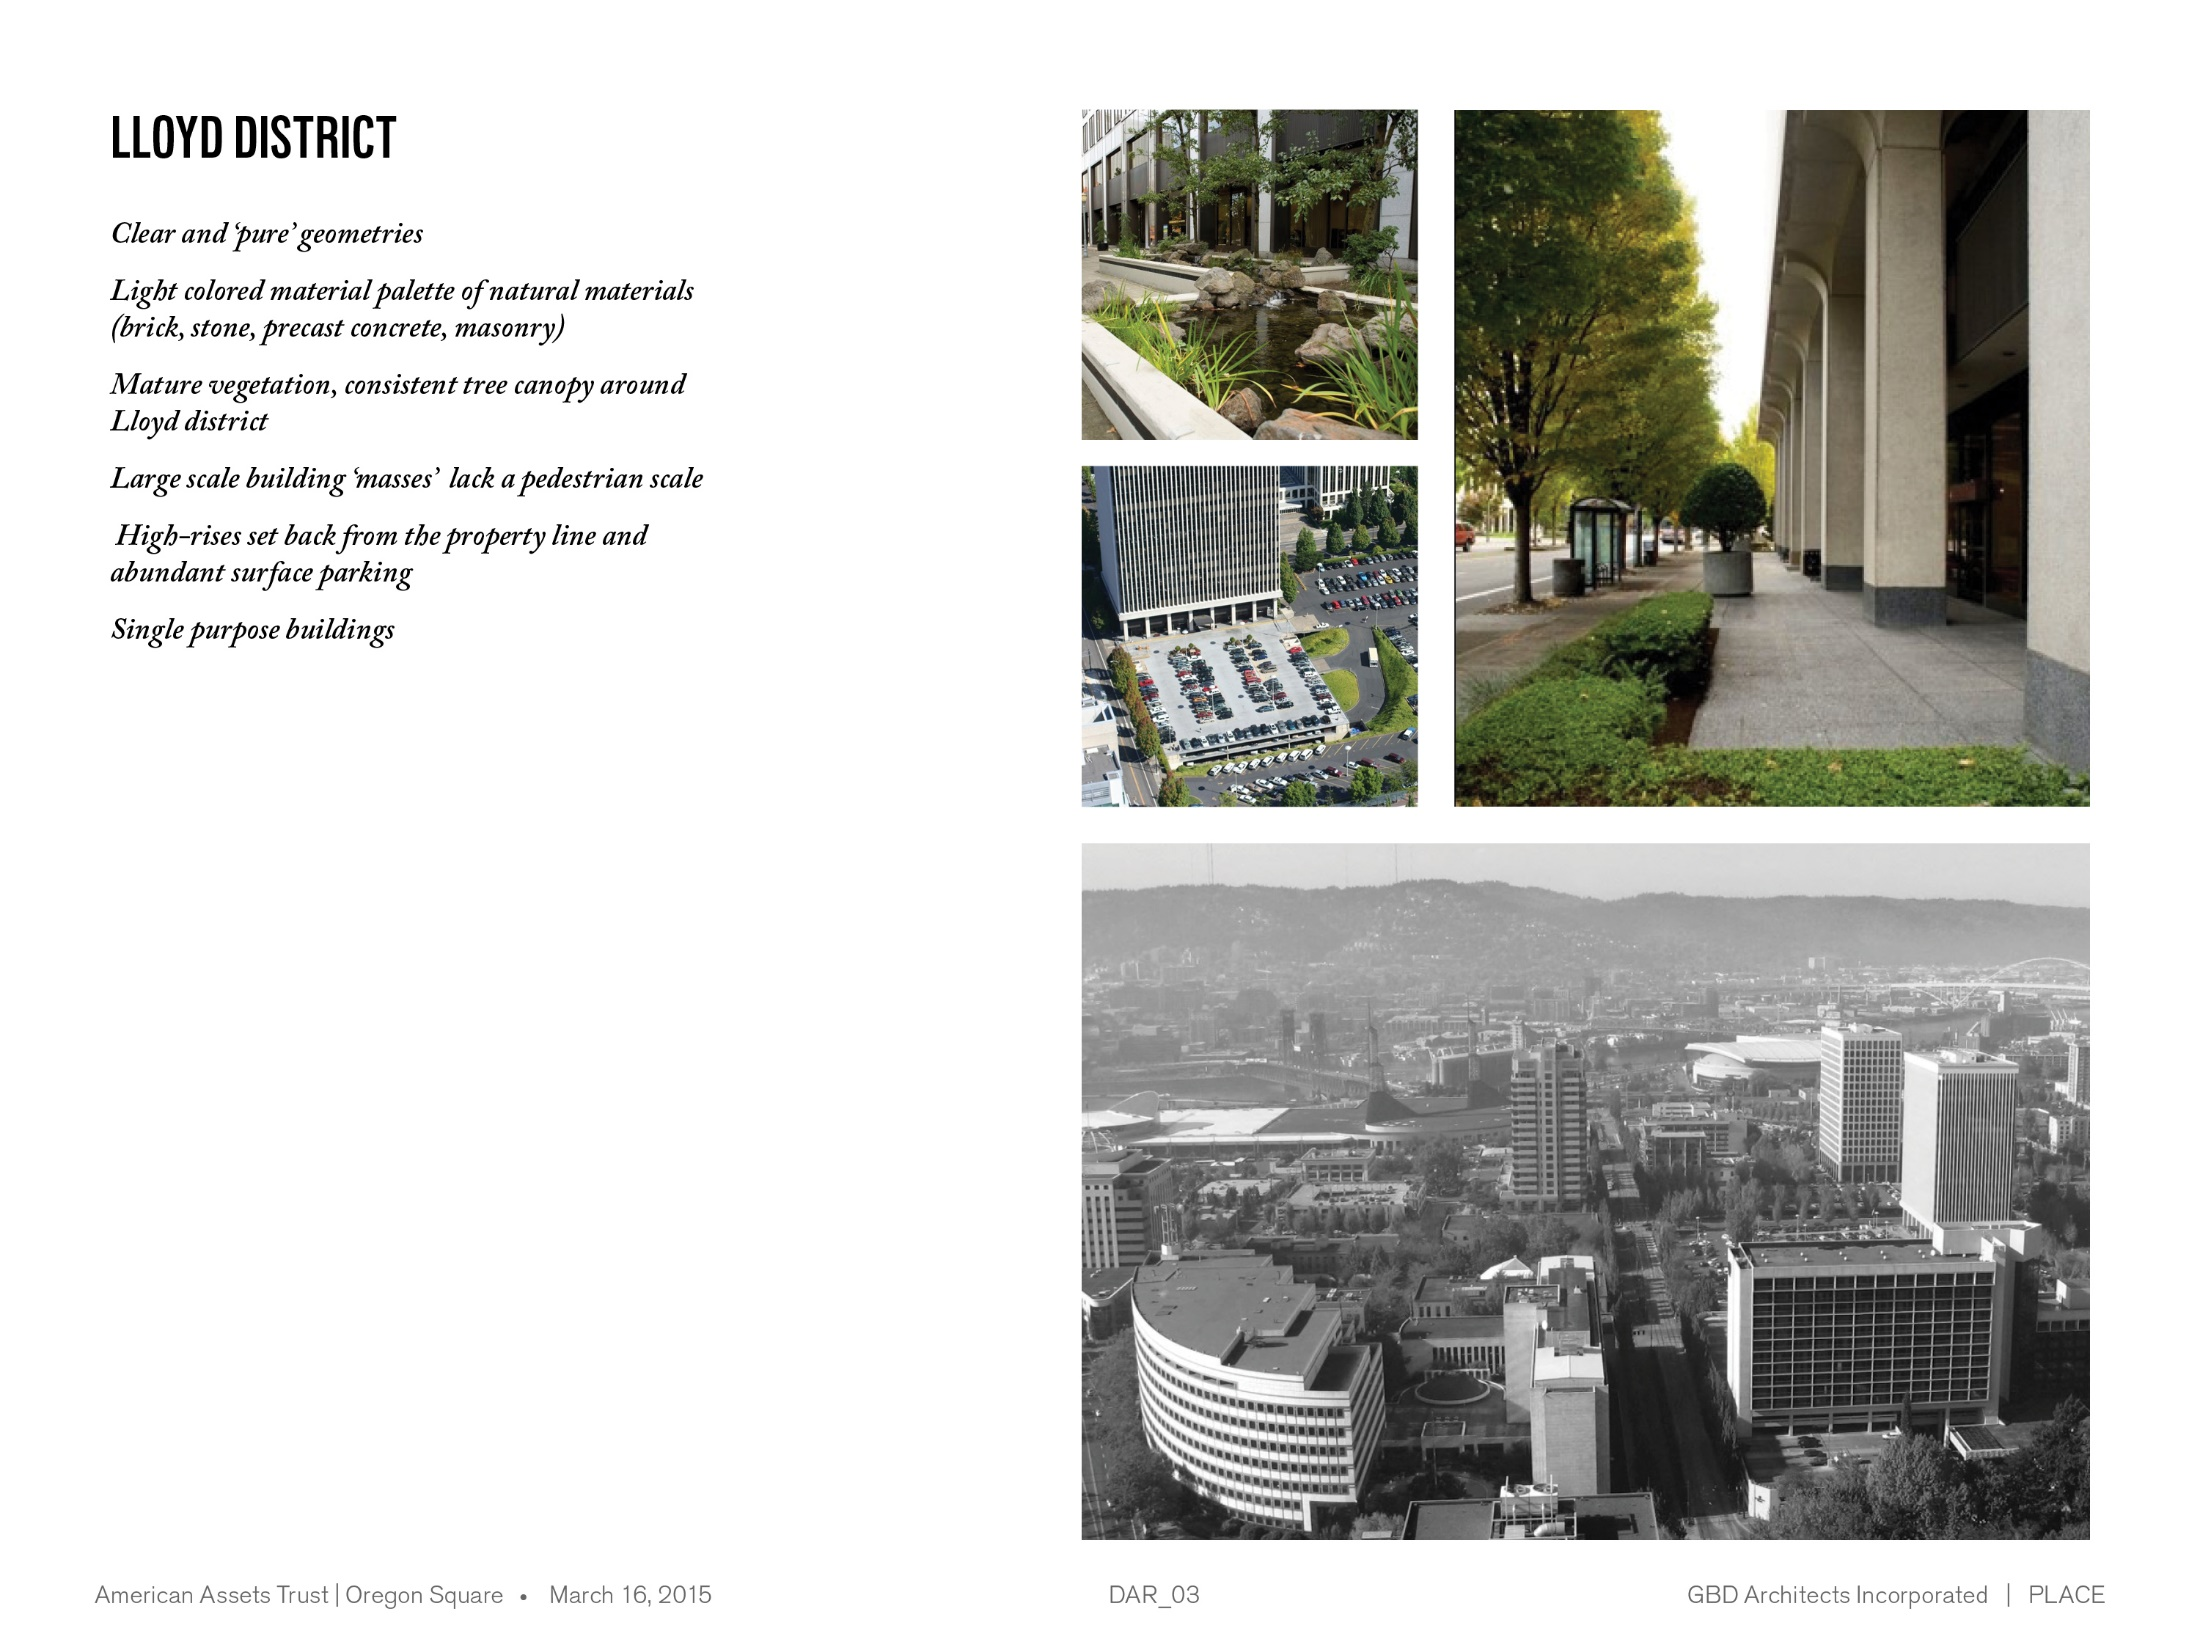 LLOYD DISTRICT
Clear and ‘pure’ geometries
Light colored material palette of natural materials
(brick, stone, precast concrete, masonry)
Mature vegetation, consistent tree canopy around
Lloyd district
Large scale building ‘masses’ lack a pedestrian scale
High-rises set back from the property line and
abundant surface parking
Single purpose buildings
American Assets Trust | Oregon Square • March 16, 2015
DAR_03
GBD Architects Incorporated | PLACE